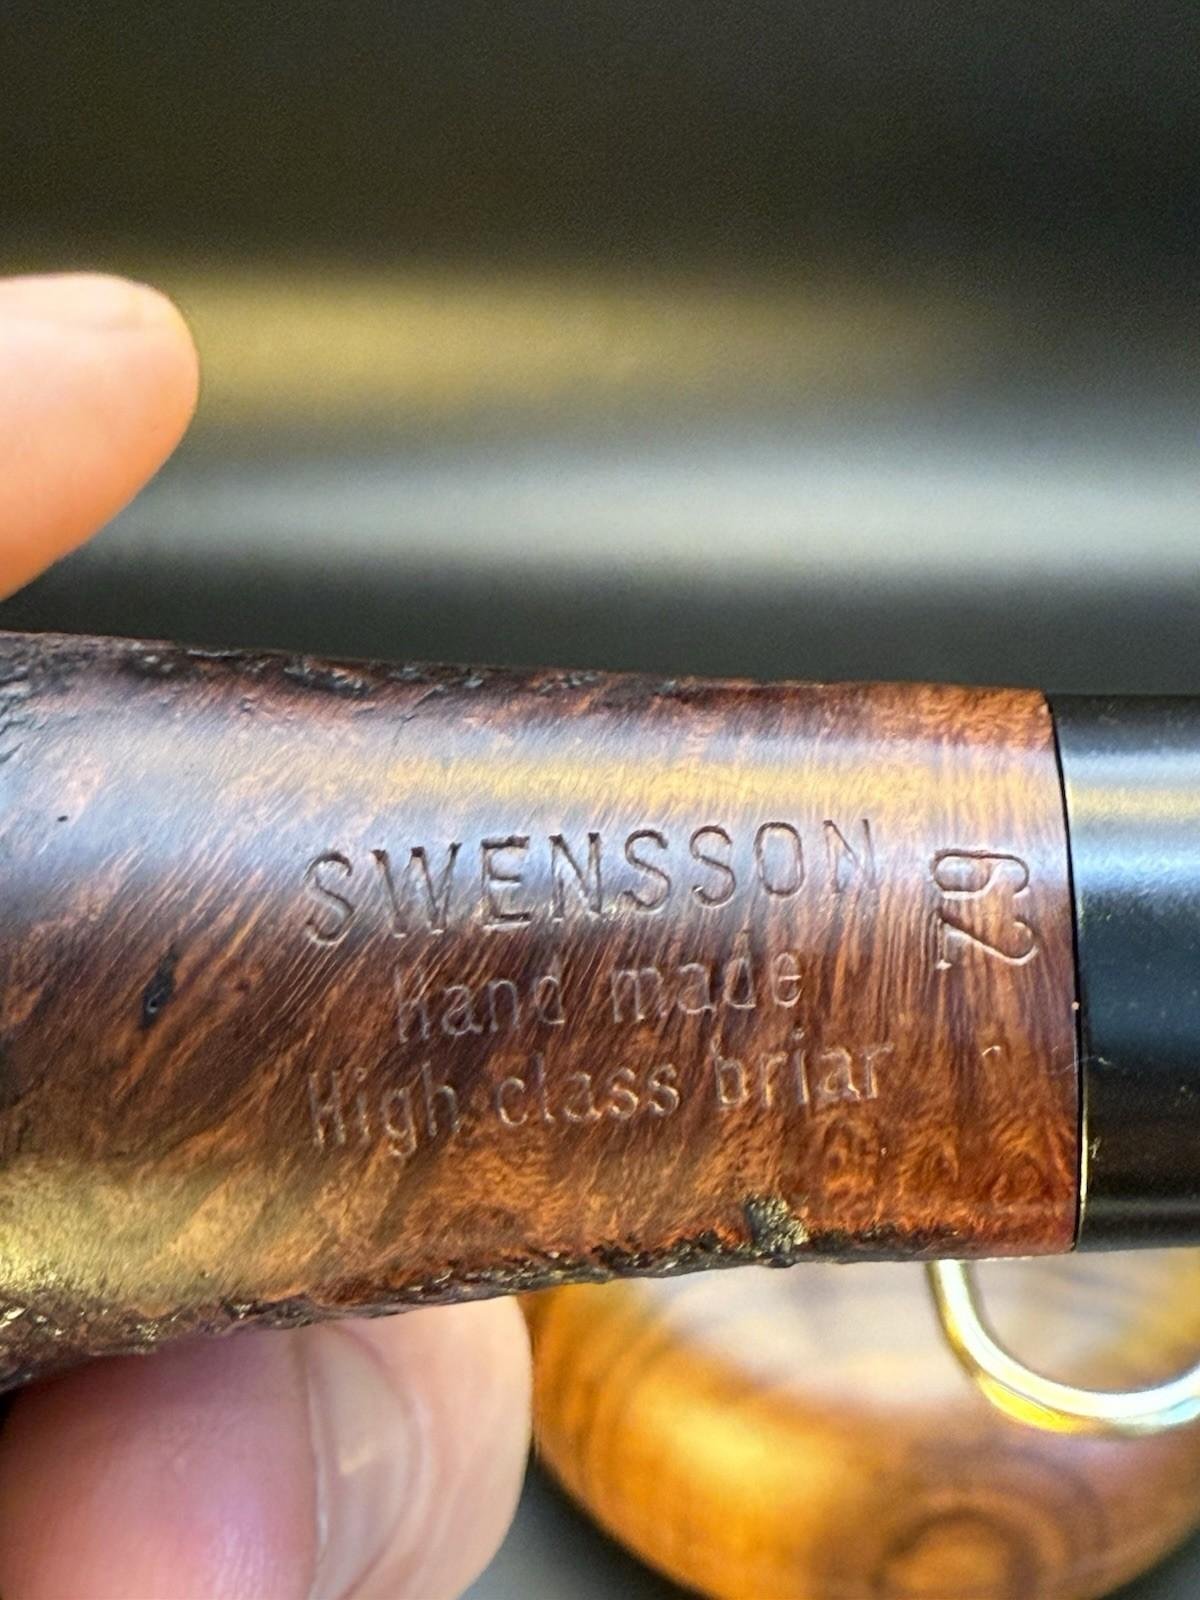 SWENSSON
Hand made
High class briar
62